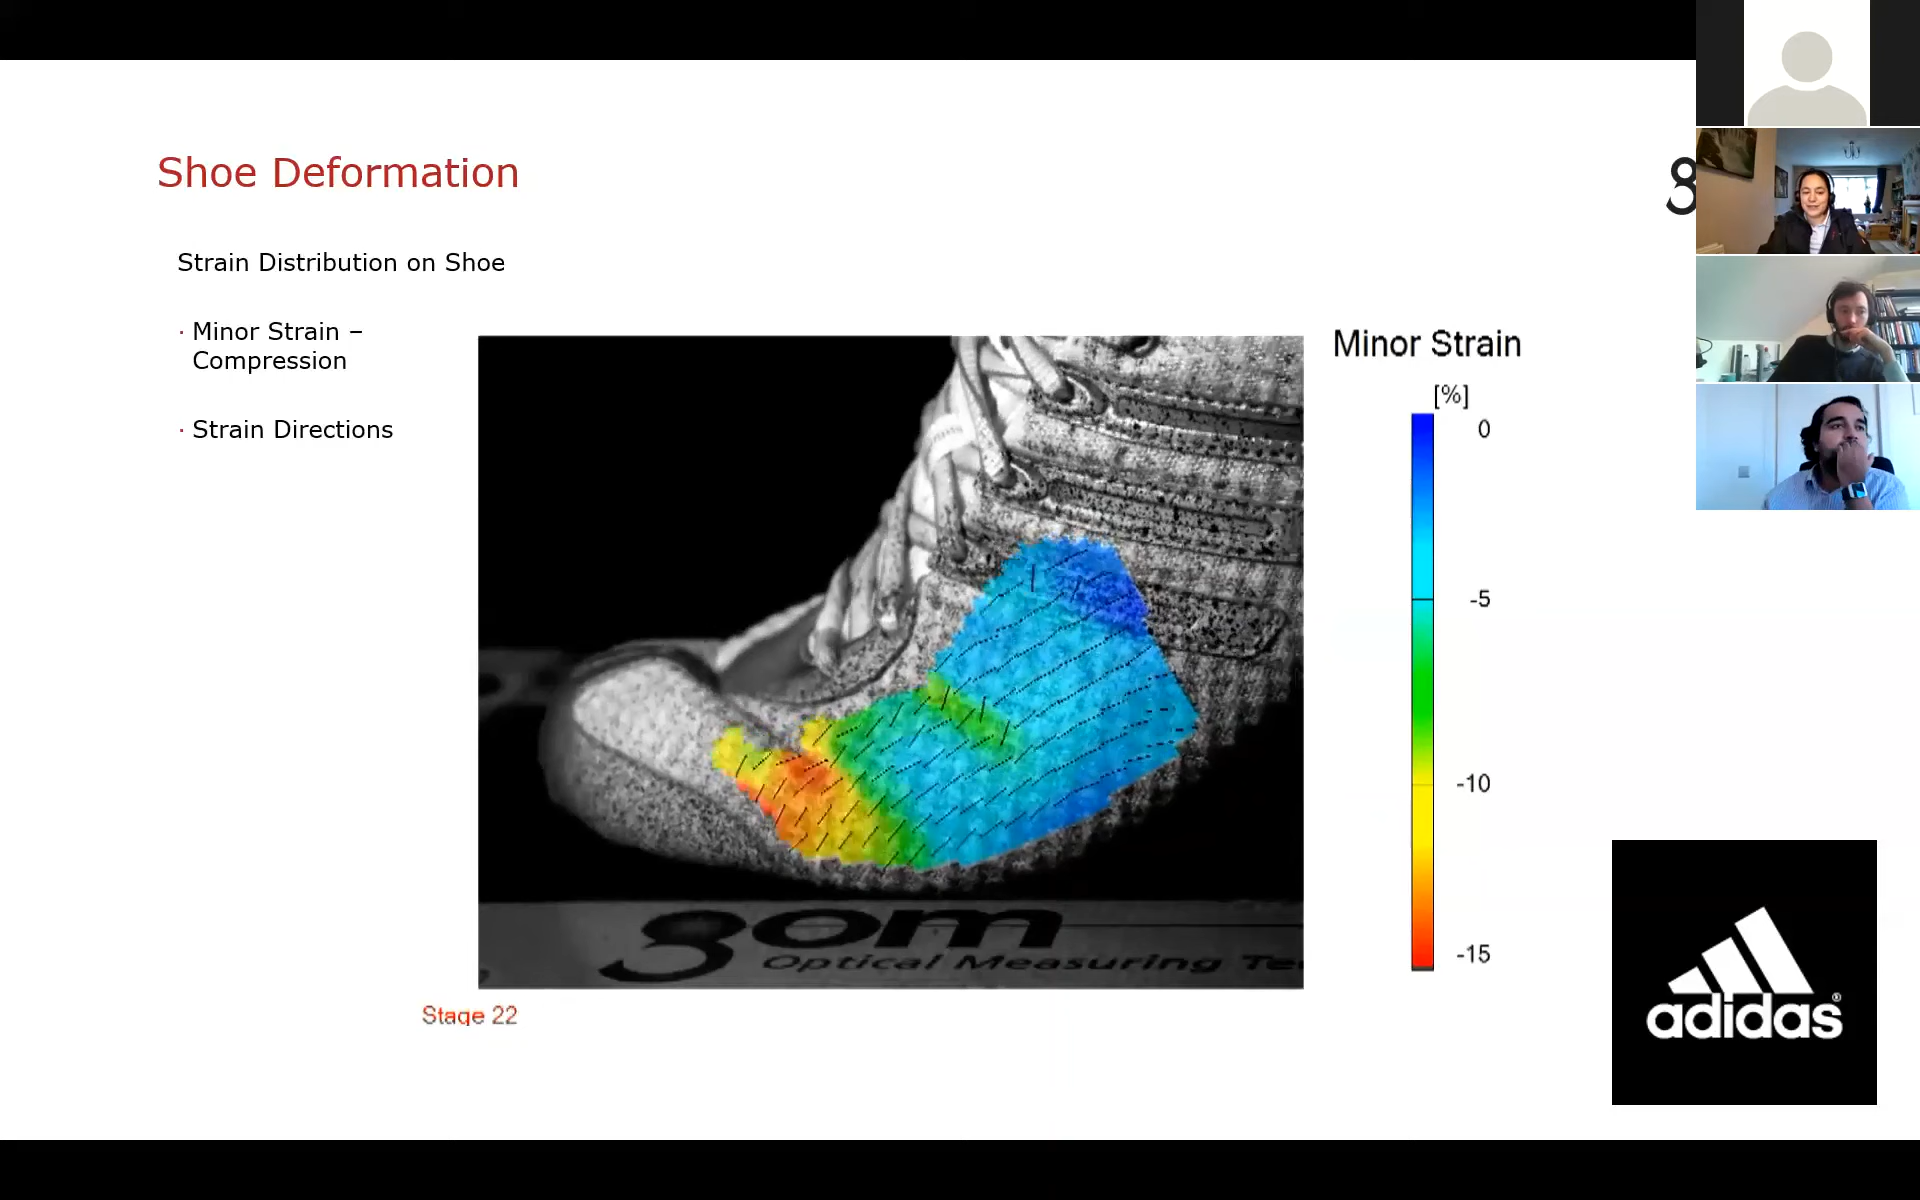 Shoe Deformation
Strain Distribution on Shoe
· Minor Strain –
Compression
· Strain Directions
Minor Strain
[%]
0
-5
-10
-15
gom
Optical Measuring Te
Stage 22
adidas®